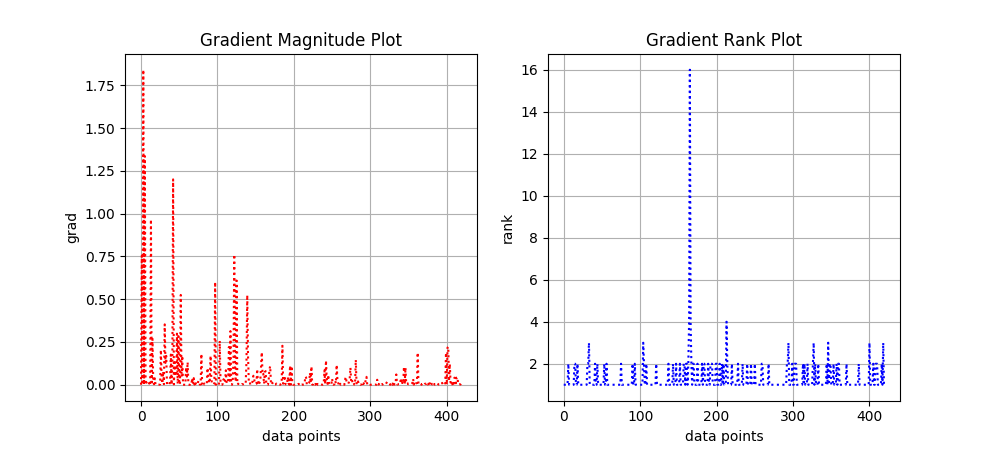 Gradient Magnitude Plot
grad
1.75
1.50
1.25
1.00
0.75
0.50
0.25
0.00
0 100 200 300 400
data points
Gradient Rank Plot
rank
16
14
12
10
8
6
4
2
0 100 200 300 400
data points